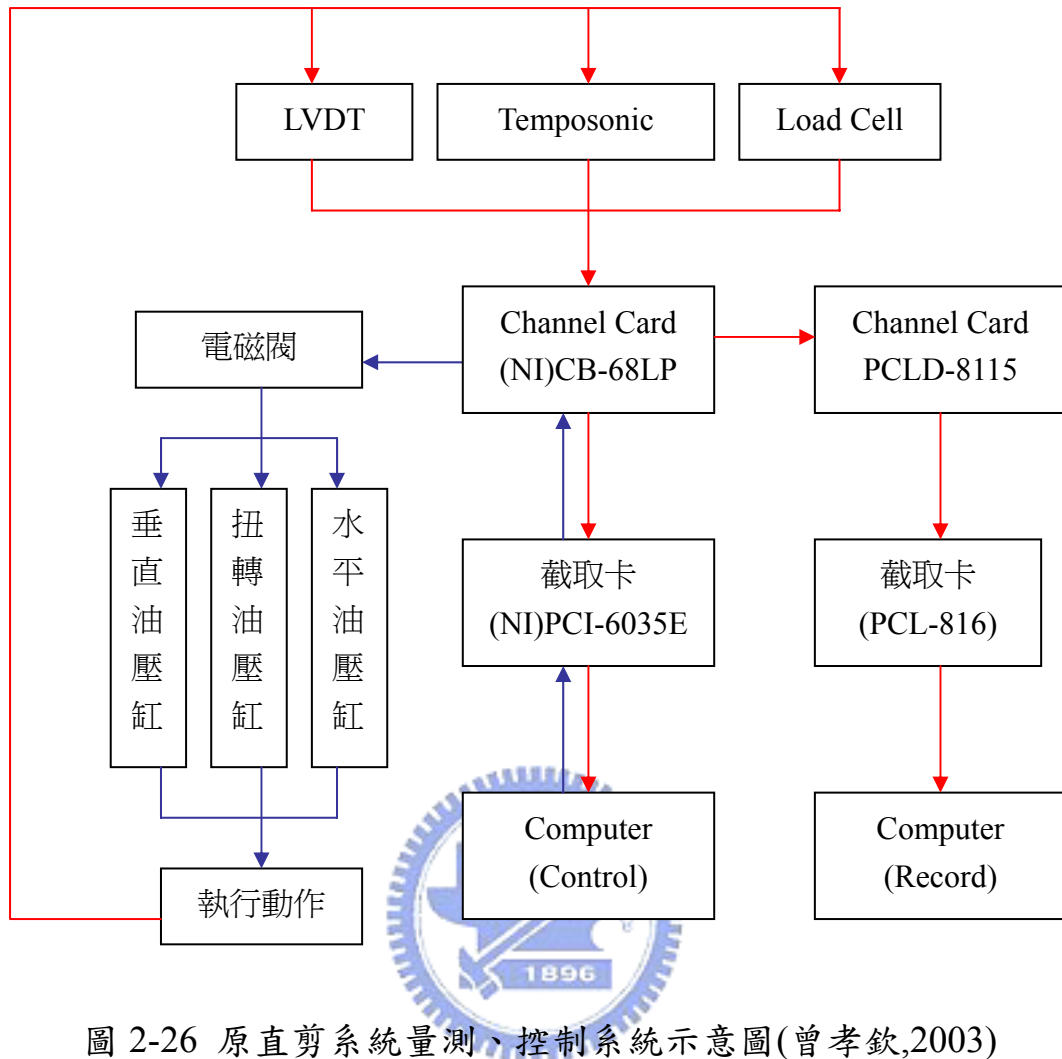 LVDT
Temposonic
Load Cell
電磁閥
Channel Card
(NI)CB-68LP
Channel Card
PCLD-8115
垂直油壓缸
扭轉油壓缸
水平油壓缸
截取卡
(NI)PCI-6035E
截取卡
(PCL-816)
執行動作
Computer
(Control)
Computer
(Record)
1896
圖 2-26 原直剪系統量測、控制系統示意圖(曾孝欽,2003)